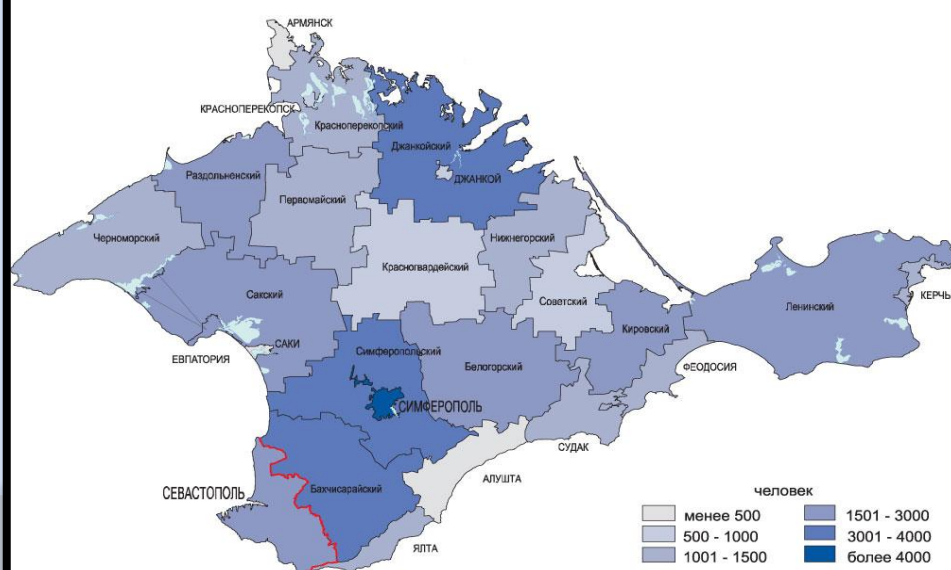 АРМЯНСК
КРАСНОПЕРЕКОПСК
Красноперекопский
Джанкойский
ДЖАНКОЙ
Раздольненский
Первомайский
Черноморский
Нижнегорский
Красногвардейский
Советский
Сакский
Ленинский
КЕРЧЬ
Кировский
САКИ
ЕВПАТОРИЯ
Симферопольский
Белогорский
ФЕОДОСИЯ
СИМФЕРОПОЛЬ
СУДАК
АЛУШТА
Бахчисарайский
СЕВАСТОПОЛЬ
ЯЛТА
человек
менее 500
500 - 1000
1001 - 1500
1501 - 3000
3001 - 4000
более 4000